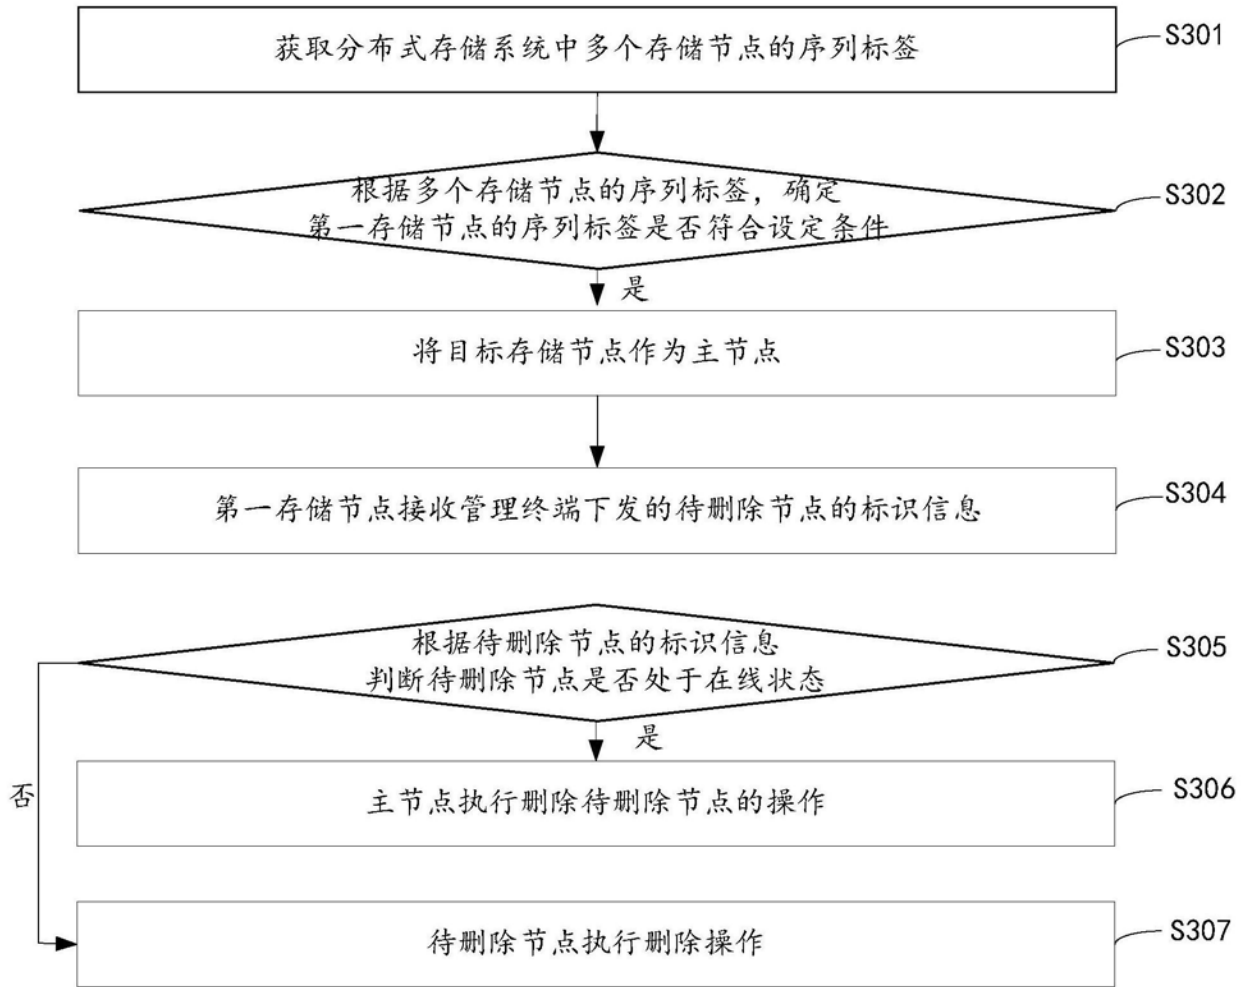 获取分布式存储系统中多个存储节点的序列标签
S301
根据多个存储节点的序列标签，确定
第一存储节点的序列标签是否符合设定条件
S302
是
将目标存储节点作为主节点
S303
第一存储节点接收管理终端下发的待删除节点的标识信息
S304
根据待删除节点的标识信息
判断待删除节点是否处于在线状态
S305
是
否
主节点执行删除待删除节点的操作
S306
待删除节点执行删除操作
S307